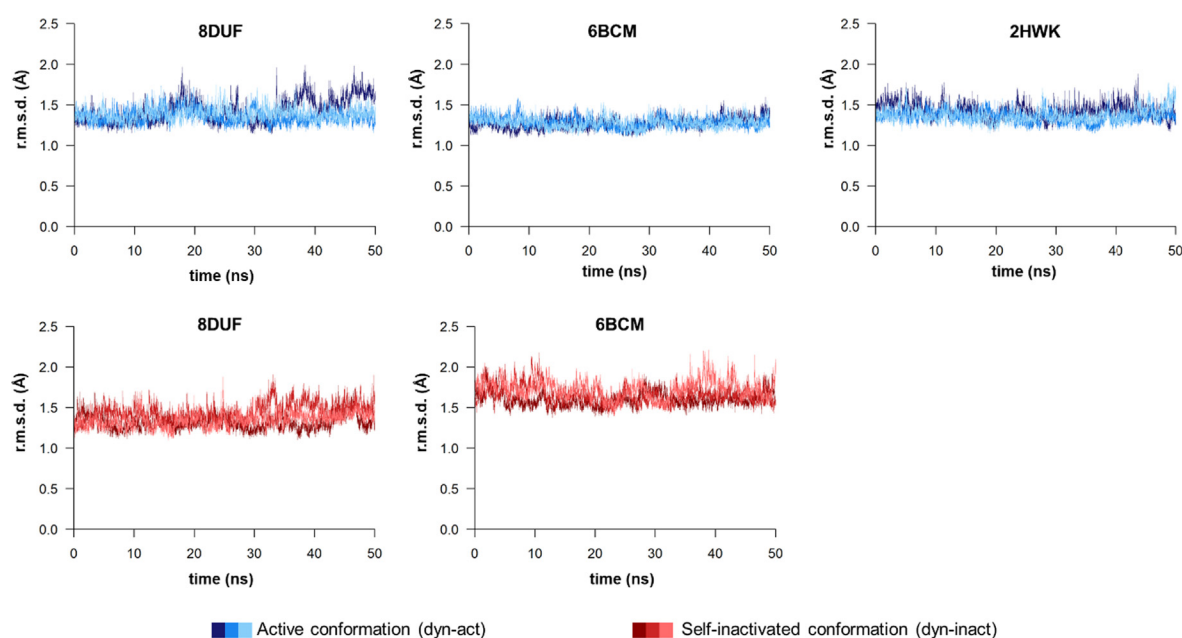 8DUF
r.m.s.d. (Å)
2.5
2.0
1.5
1.0
0.5
0.0
0 10 20 30 40 50
time (ns)
6BCM
r.m.s.d. (Å)
2.5
2.0
1.5
1.0
0.5
0.0
0 10 20 30 40 50
time (ns)
2HWK
r.m.s.d. (Å)
2.5
2.0
1.5
1.0
0.5
0.0
0 10 20 30 40 50
time (ns)
8DUF
r.m.s.d. (Å)
2.5
2.0
1.5
1.0
0.5
0.0
0 10 20 30 40 50
time (ns)
6BCM
r.m.s.d. (Å)
2.5
2.0
1.5
1.0
0.5
0.0
0 10 20 30 40 50
time (ns)
Active conformation (dyn-act)
Self-inactivated conformation (dyn-inact)